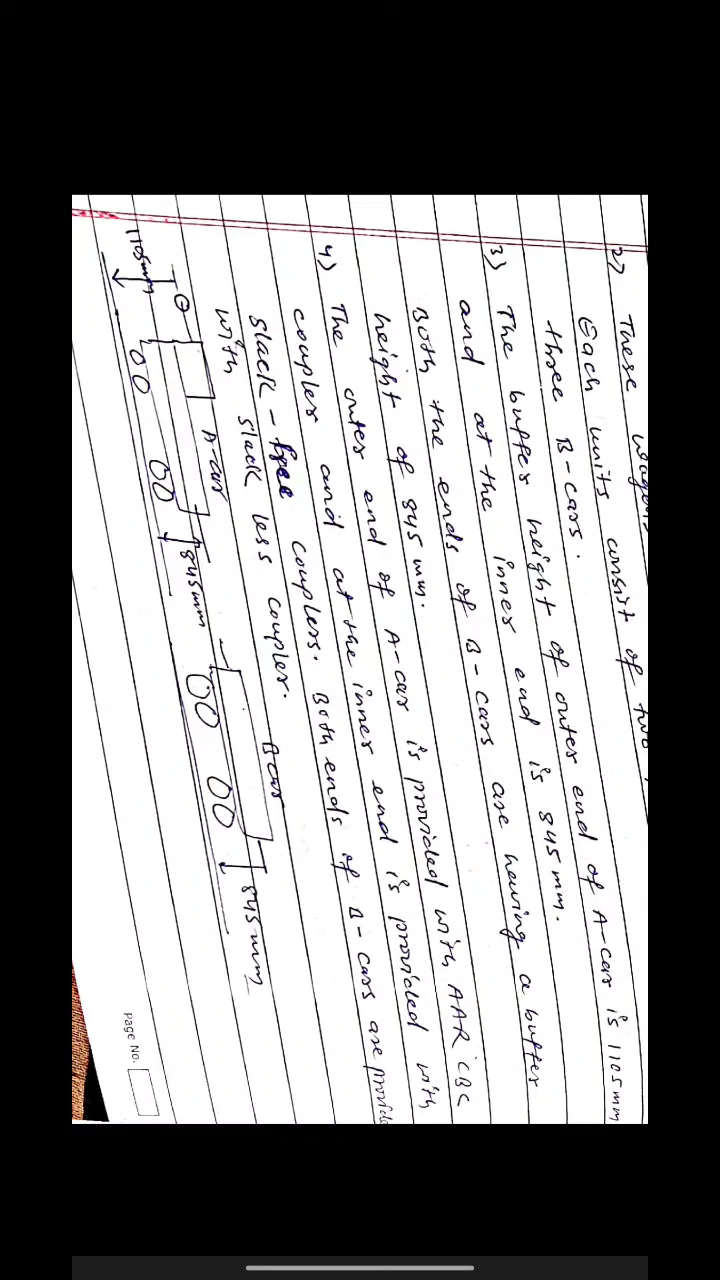 2) These wagons
Each units consist of two
three B-cars.
3) The buffer height of outer end of A-car is 1105mm
and at the inner end is 845 mm.
Both the ends of B-cars are having a buffer
height of 845 mm.
4) The outer end of A-car is provided with AAR CBC
coupler and at the inner end is provided with
slack-free couplers. Both ends of B-cars are provide
with slack less coupler.
A-car
B car
1105mm
845mm
845mm
Page No.